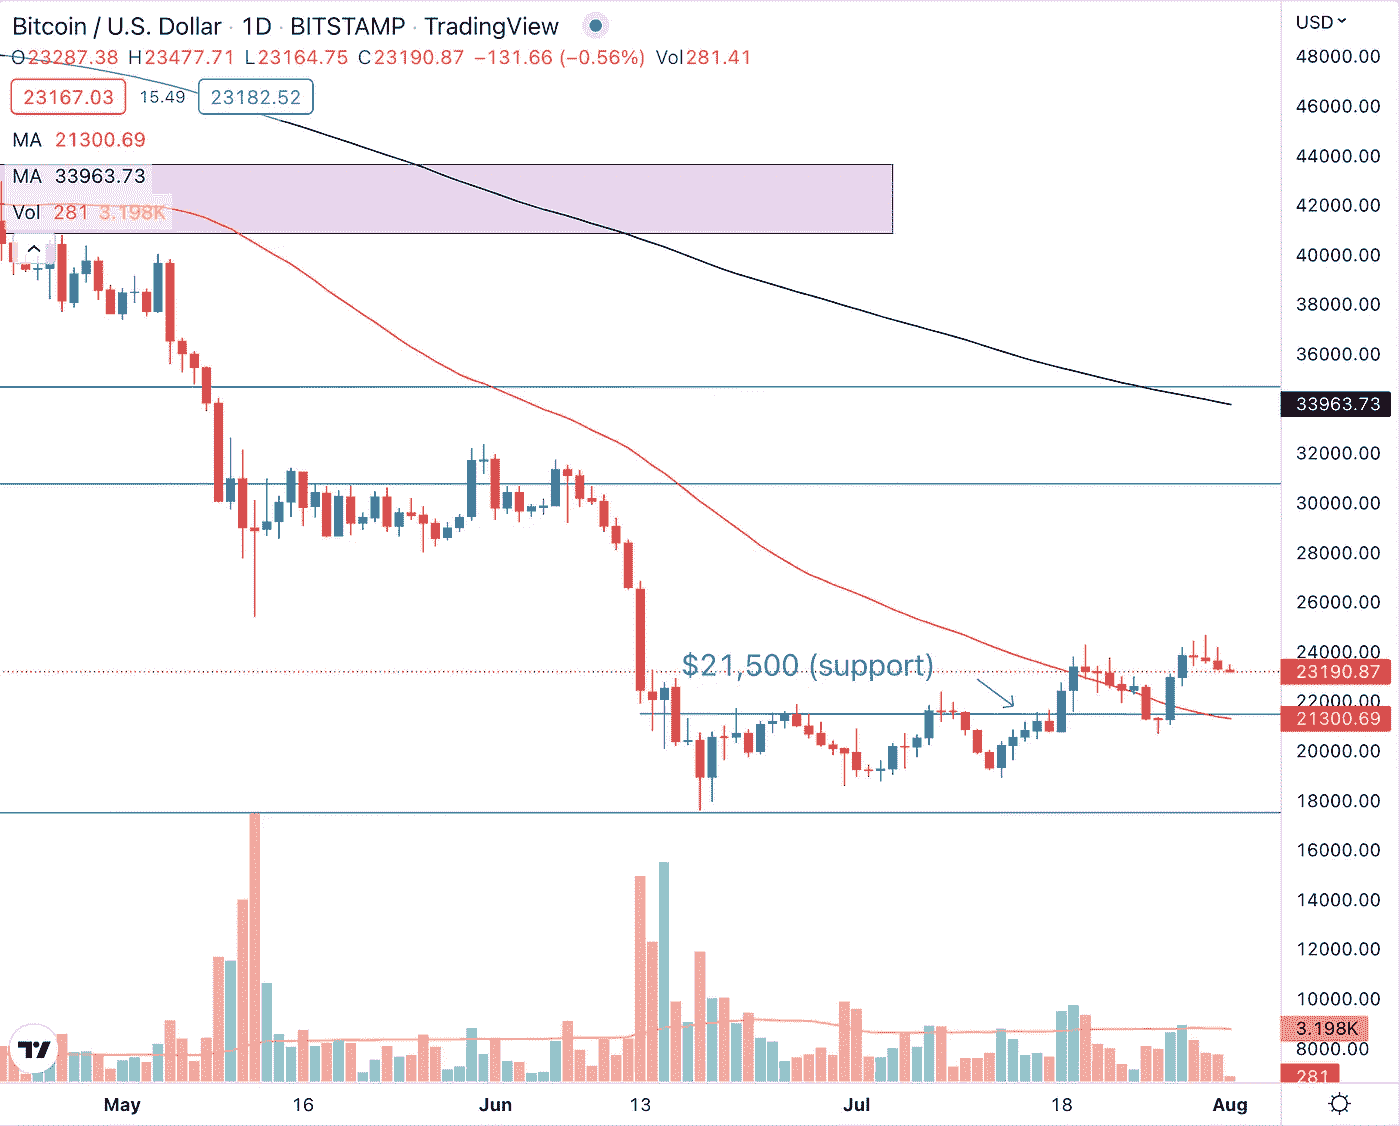 Bitcoin / U.S. Dollar · 1D · BITSTAMP · TradingView
USD
O23287.38 H23477.71 L23164.75 C23190.87 −131.66 (−0.56%) Vol281.41
48000.00
23167.03 15.49 23182.52
46000.00
MA 21300.69
44000.00
MA 33963.73
42000.00
Vol 281 3.198K
40000.00
38000.00
36000.00
33963.73
32000.00
30000.00
28000.00
26000.00
24000.00
$21,500 (support)
23190.87
22000.00
21300.69
20000.00
18000.00
16000.00
14000.00
12000.00
10000.00
3.198K
8000.00
281
May 16 Jun 13 Jul 18 Aug